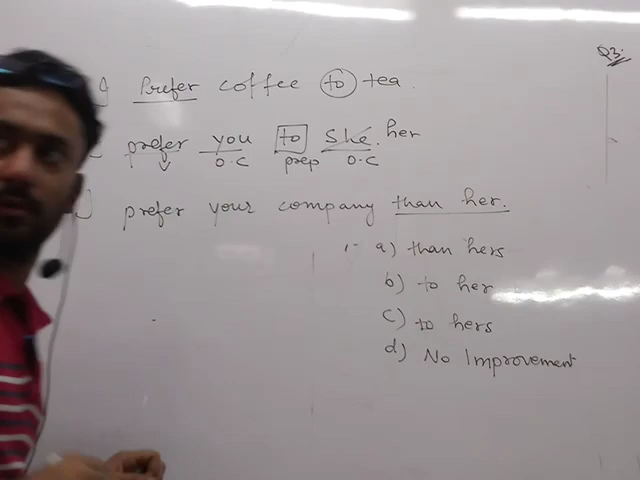 Q3:
I Prefer coffee to tea.
prefer you to She. her
V O.C prep O.C
prefer your company than her.
a) than hers
b) to her
c) to hers
d) No Improvement